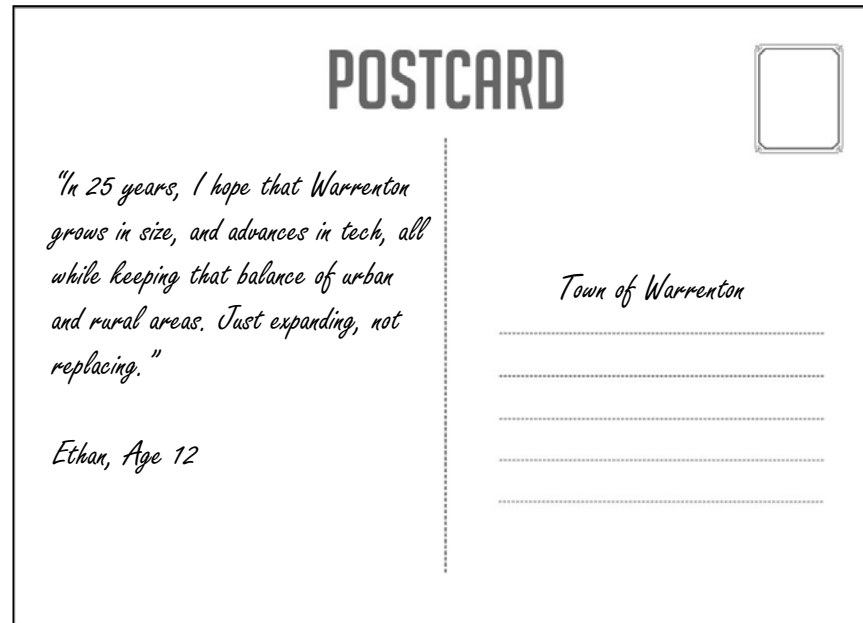 POSTCARD
"In 25 years, I hope that Warrenton
grows in size, and advances in tech, all
while keeping that balance of urban
and rural areas. Just expanding, not
replacing."
Ethan, Age 12
Town of Warrenton